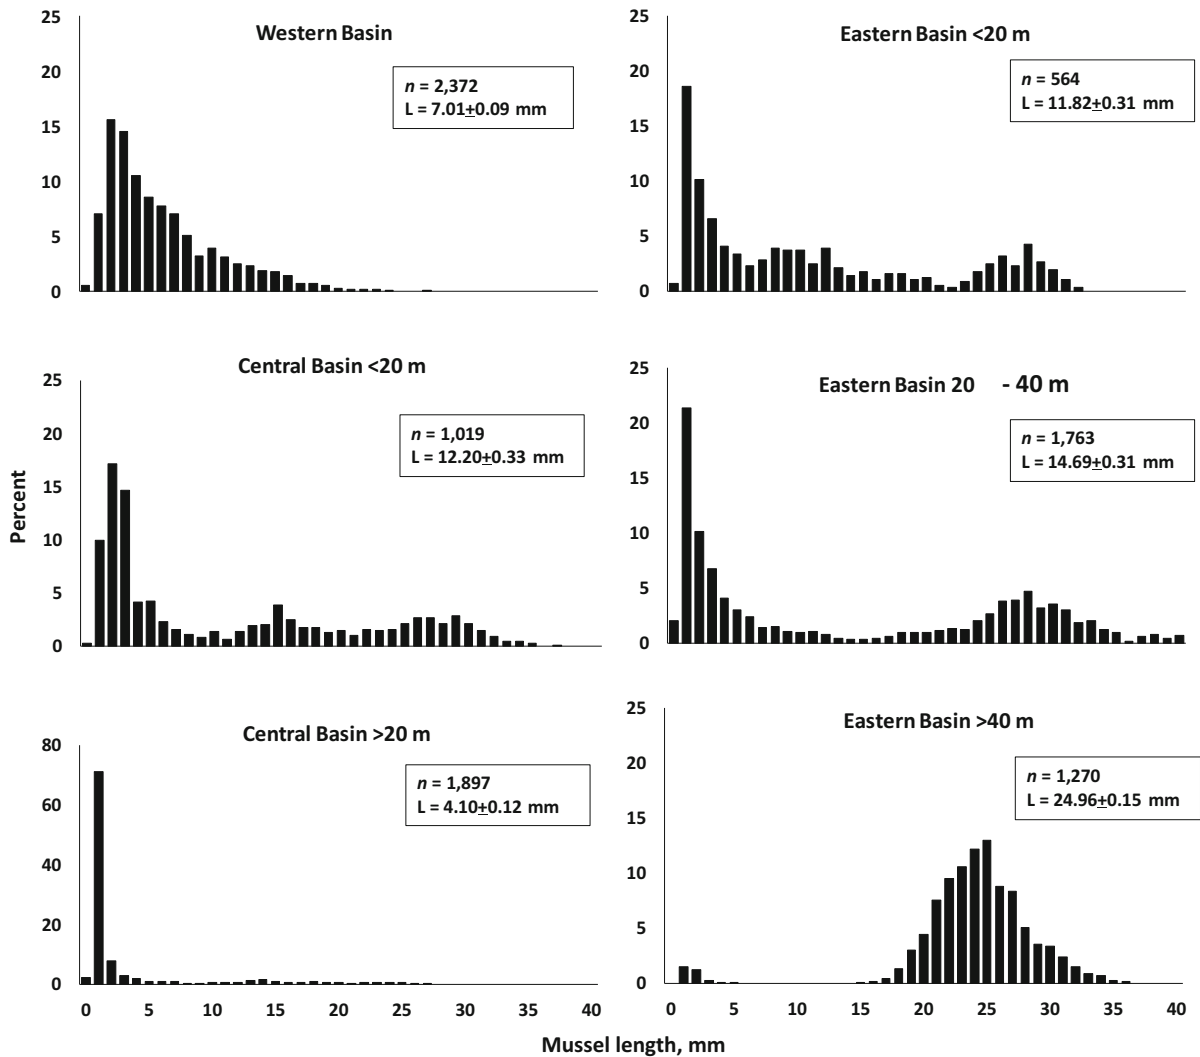 Western Basin
25
20
15
10
5
0
n = 2,372
L = 7.01±0.09 mm
Eastern Basin <20 m
25
20
15
10
5
0
n = 564
L = 11.82±0.31 mm
Central Basin <20 m
25
20
15
10
5
0
n = 1,019
L = 12.20±0.33 mm
Eastern Basin 20 - 40 m
25
20
15
10
5
0
n = 1,763
L = 14.69±0.31 mm
Percent
Central Basin >20 m
80
60
40
20
0
n = 1,897
L = 4.10±0.12 mm
0 5 10 15 20 25 30 35 40
Eastern Basin >40 m
25
20
15
10
5
0
n = 1,270
L = 24.96±0.15 mm
0 5 10 15 20 25 30 35 40
Mussel length, mm